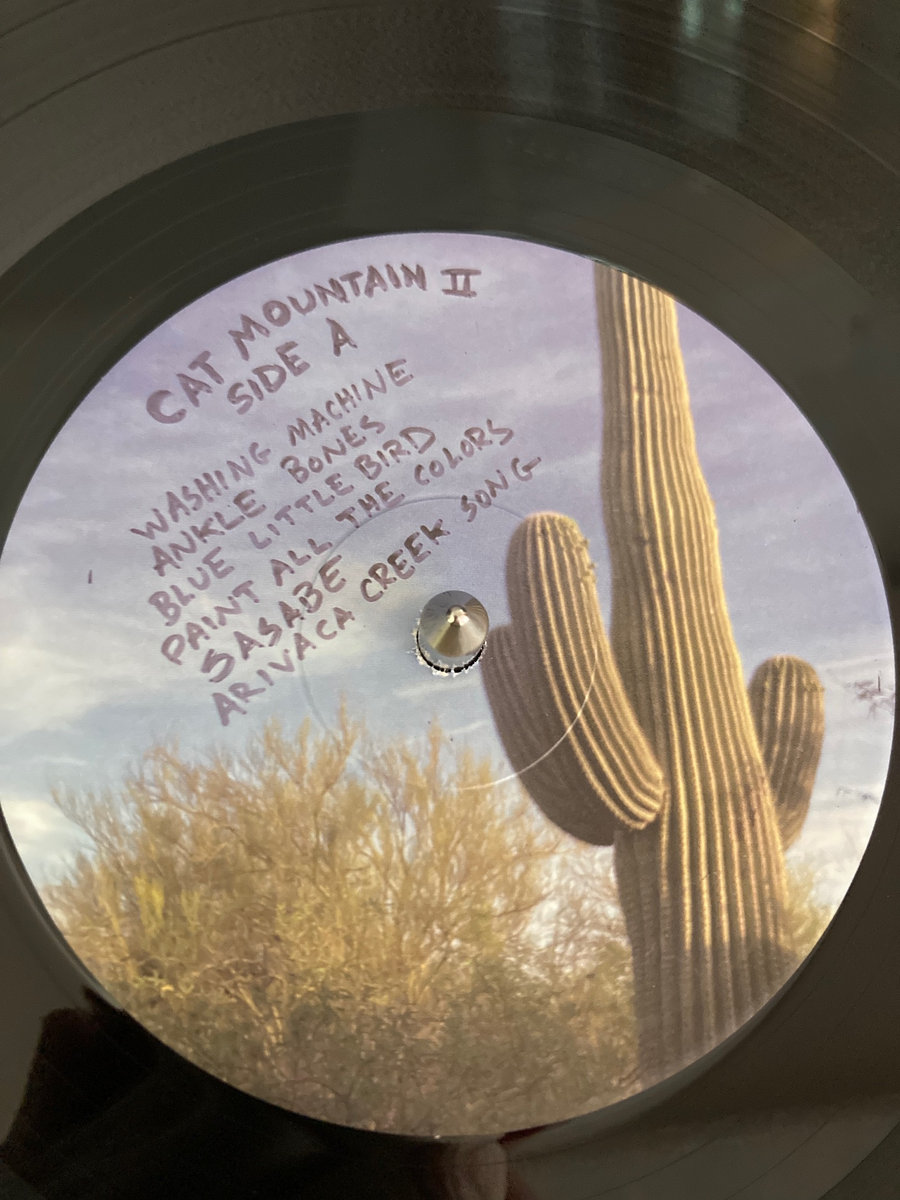 CAT MOUNTAIN II
SIDE A
WASHING MACHINE
ANKLE BONES
BLUE LITTLE BIRD
PAINT ALL THE COLORS
SASABE
ARIVACA CREEK SONG